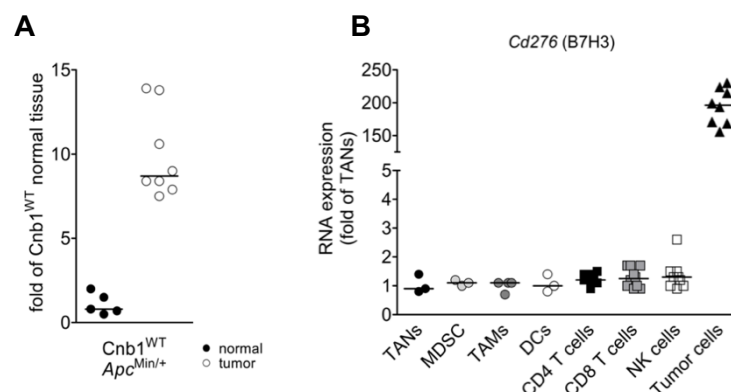 A
fold of Cnb1WT normal tissue
15
10
5
0
Cnb1WT
ApcMin/+
normal
tumor
B
Cd276 (B7H3)
RNA expression
(fold of TANs)
250
200
150
5
4
3
2
1
0
TANs
MDSC
TAMs
DCs
CD4 T cells
CD8 T cells
NK cells
Tumor cells